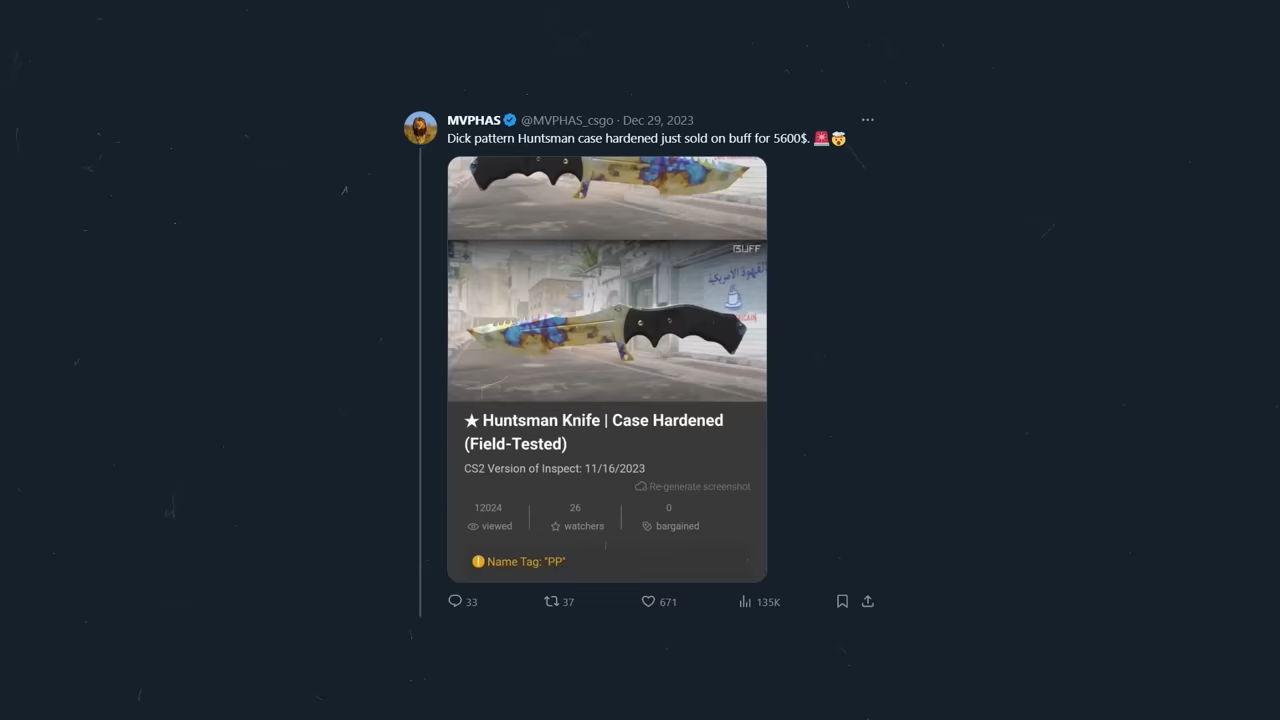 MVPHAS @MVPHAS_csgo · Dec 29, 2023
Dick pattern Huntsman case hardened just sold on buff for 5600$. 🚨🤯
BUFF
القهوة الأمريكية
★ Huntsman Knife | Case Hardened
(Field-Tested)
CS2 Version of Inspect: 11/16/2023
Re-generate screenshot
12024 26 0
viewed watchers bargained
Name Tag: "PP"
33 37 671 135K